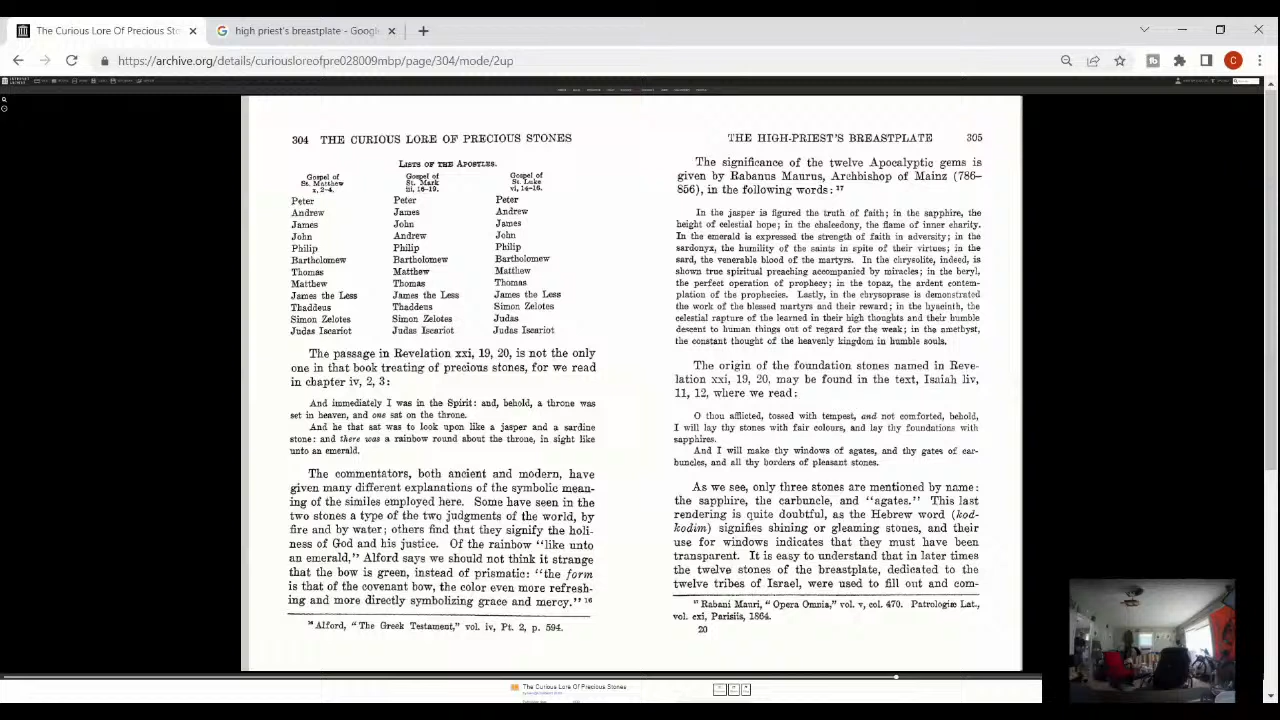 The Curious Lore Of Precious Sto
high priest's breastplate - Google
https://archive.org/details/curiousloreofpre028009mbp/page/304/mode/2up
C
304 THE CURIOUS LORE OF PRECIOUS STONES
LISTS OF THE APOSTLES.
Gospel of St. Matthew x, 2-4.
Gospel of St. Mark iii, 16-19.
Gospel of St. Luke vi, 14-16.
Peter Peter Peter
Andrew James Andrew
James John James
John Andrew John
Philip Philip Philip
Bartholomew Bartholomew Bartholomew
Thomas Matthew Matthew
Matthew Thomas Thomas
James the Less James the Less James the Less
Thaddeus Thaddeus Simon Zelotes
Simon Zelotes Simon Zelotes Judas
Judas Iscariot Judas Iscariot Judas Iscariot
The passage in Revelation xxi, 19, 20, is not the only
one in that book treating of precious stones, for we read
in chapter iv, 2, 3:
And immediately I was in the Spirit: and, behold, a throne was
set in heaven, and one sat on the throne.
And he that sat was to look upon like a jasper and a sardine
stone: and there was a rainbow round about the throne, in sight like
unto an emerald.
The commentators, both ancient and modern, have
given many different explanations of the symbolic mean-
ing of the similes employed here. Some have seen in the
two stones a type of the two judgments of the world, by
fire and by water; others find that they signify the holi-
ness of God and his justice. Of the rainbow "like unto
an emerald," Alford says we should not think it strange
that the bow is green, instead of prismatic: "the form
is that of the covenant bow, the color even more refresh-
ing and more directly symbolizing grace and mercy." 16
16 Alford, "The Greek Testament," vol. iv, Pt. 2, p. 594.
THE HIGH-PRIEST'S BREASTPLATE 305
The significance of the twelve Apocalyptic gems is
given by Rabanus Maurus, Archbishop of Mainz (786–
856), in the following words: 17
In the jasper is figured the truth of faith; in the sapphire, the
height of celestial hope; in the chalcedony, the flame of inner charity.
In the emerald is expressed the strength of faith in adversity; in the
sardonyx, the humility of the saints in spite of their virtues; in the
sard, the venerable blood of the martyrs. In the chrysolite, indeed, is
shown true spiritual preaching accompanied by miracles; in the beryl,
the perfect operation of prophecy; in the topaz, the ardent contem-
plation of the prophecies. Lastly, in the chrysoprase is demonstrated
the work of the blessed martyrs and their reward; in the hyacinth, the
celestial rapture of the learned in their high thoughts and their humble
descent to human things out of regard for the weak; in the amethyst,
the constant thought of the heavenly kingdom in humble souls.
The origin of the foundation stones named in Reve-
lation xxi, 19, 20, may be found in the text, Isaiah liv,
11, 12, where we read:
O thou afflicted, tossed with tempest, and not comforted, behold,
I will lay thy stones with fair colours, and lay thy foundations with
sapphires.
And I will make thy windows of agates, and thy gates of car-
buncles, and all thy borders of pleasant stones.
As we see, only three stones are mentioned by name:
the sapphire, the carbuncle, and "agates." This last
rendering is quite doubtful, as the Hebrew word (kod-
kodim) signifies shining or gleaming stones, and their
use for windows indicates that they must have been
transparent. It is easy to understand that in later times
the twelve stones of the breastplate, dedicated to the
twelve tribes of Israel, were used to fill out and com-
17 Rabani Mauri, "Opera Omnia," vol. v, col. 470. Patrologiæ Lat.,
vol. cxi, Parisiis, 1864.
20
The Curious Lore Of Precious Stones